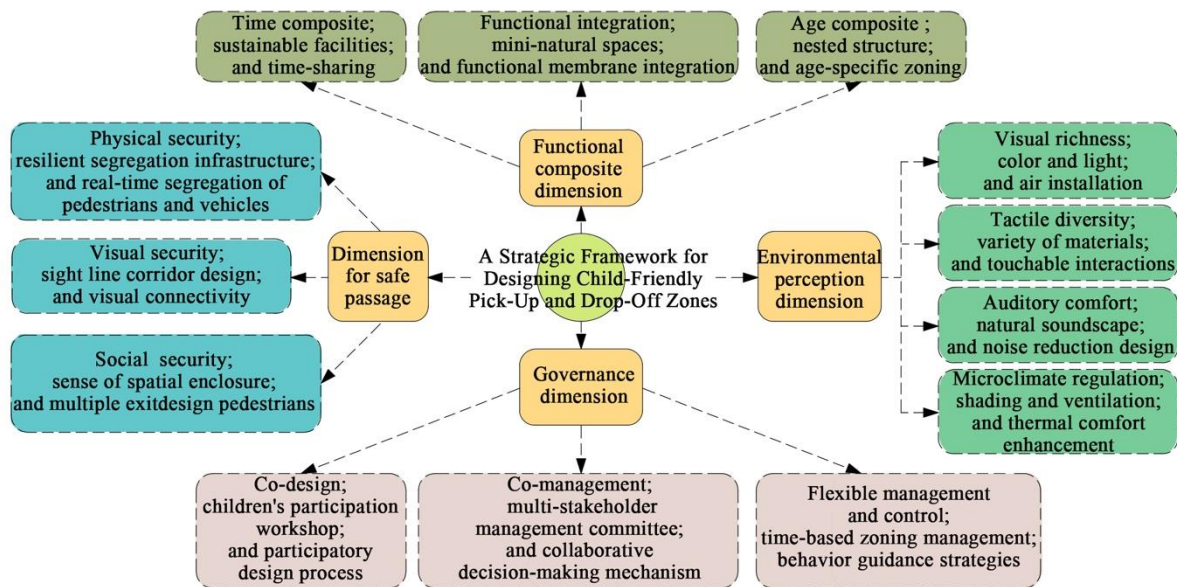 Time composite;
sustainable facilities;
and time-sharing
Functional integration;
mini-natural spaces;
and functional membrane integration
Age composite ;
nested structure;
and age-specific zoning
Physical security;
resilient segregation infrastructure;
and real-time segregation of
pedestrians and vehicles
Functional
composite
dimension
Visual richness;
color and light;
and air installation
Tactile diversity;
variety of materials;
and touchable interactions
Visual security;
sight line corridor design;
and visual connectivity
Dimension
for safe
passage
A Strategic Framework for
Designing Child-Friendly
Pick-Up and Drop-Off Zones
Environmental
perception
dimension
Auditory comfort;
natural soundscape;
and noise reduction design
Social security;
sense of spatial enclosure;
and multiple exitdesign pedestrians
Governance
dimension
Microclimate regulation;
shading and ventilation;
and thermal comfort
enhancement
Co-design;
children's participation
workshop;
and participatory
design process
Co-management;
multi-stakeholder
management committee;
and collaborative
decision-making mechanism
Flexible management
and control;
time-based zoning management;
behavior guidance strategies